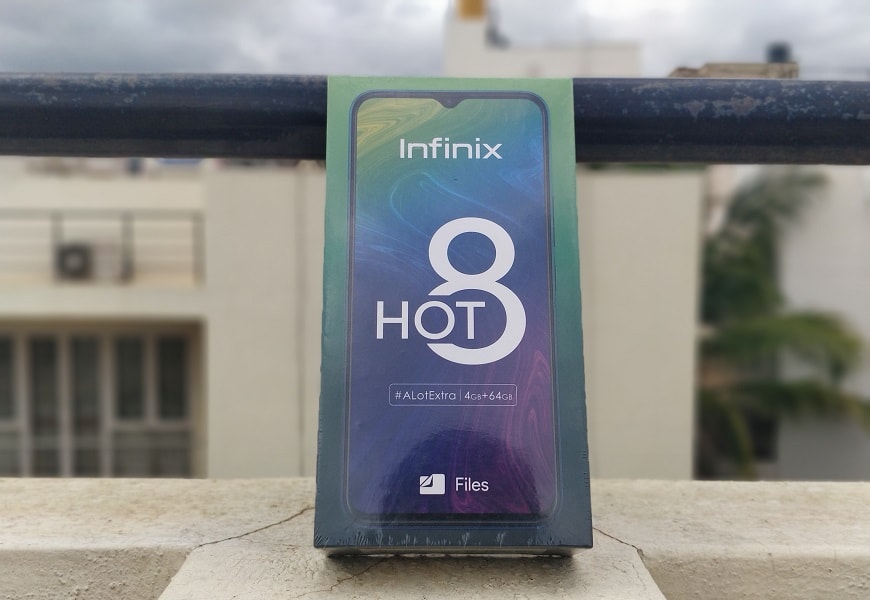 Infinix
HOT 8
#ALotExtra | 4GB+64GB
Files